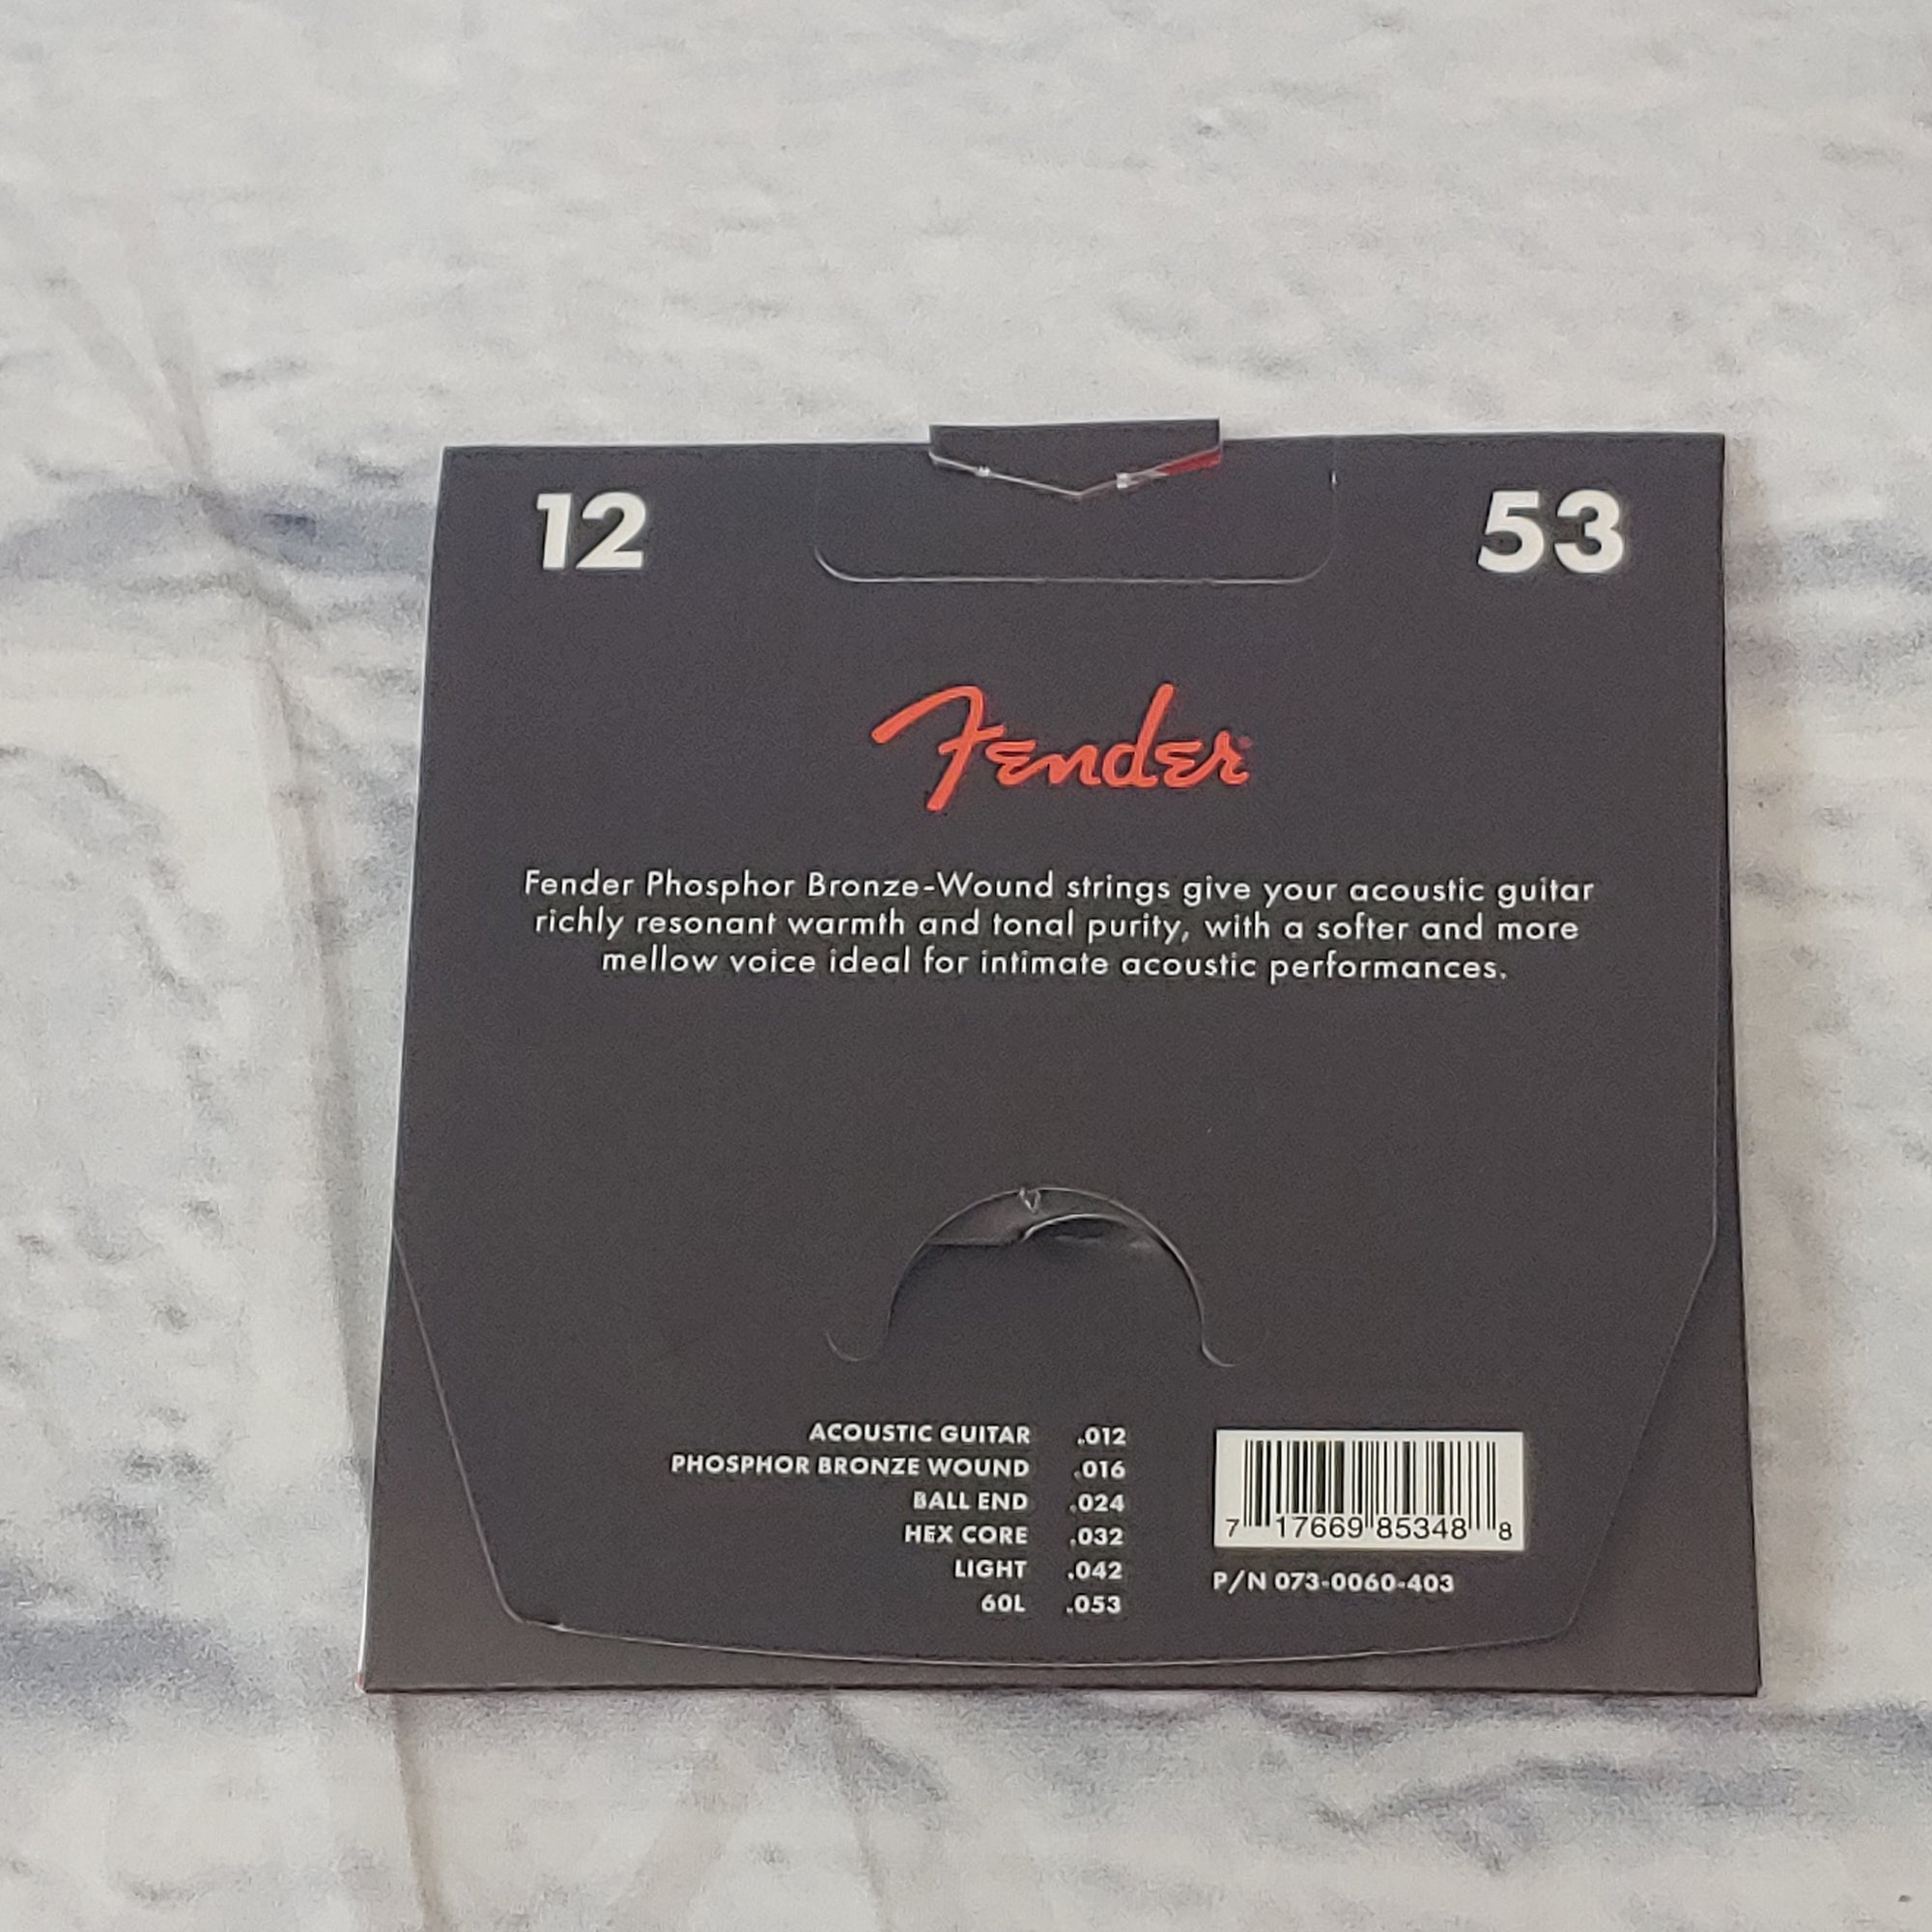 12 53
Fender
Fender Phosphor Bronze-Wound strings give your acoustic guitar
richly resonant warmth and tonal purity, with a softer and more
mellow voice ideal for intimate acoustic performances.
ACOUSTIC GUITAR .012
PHOSPHOR BRONZE WOUND .016
BALL END .024
HEX CORE .032
LIGHT .042
60L .053
7 17669 85348 8
P/N 073-0060-403